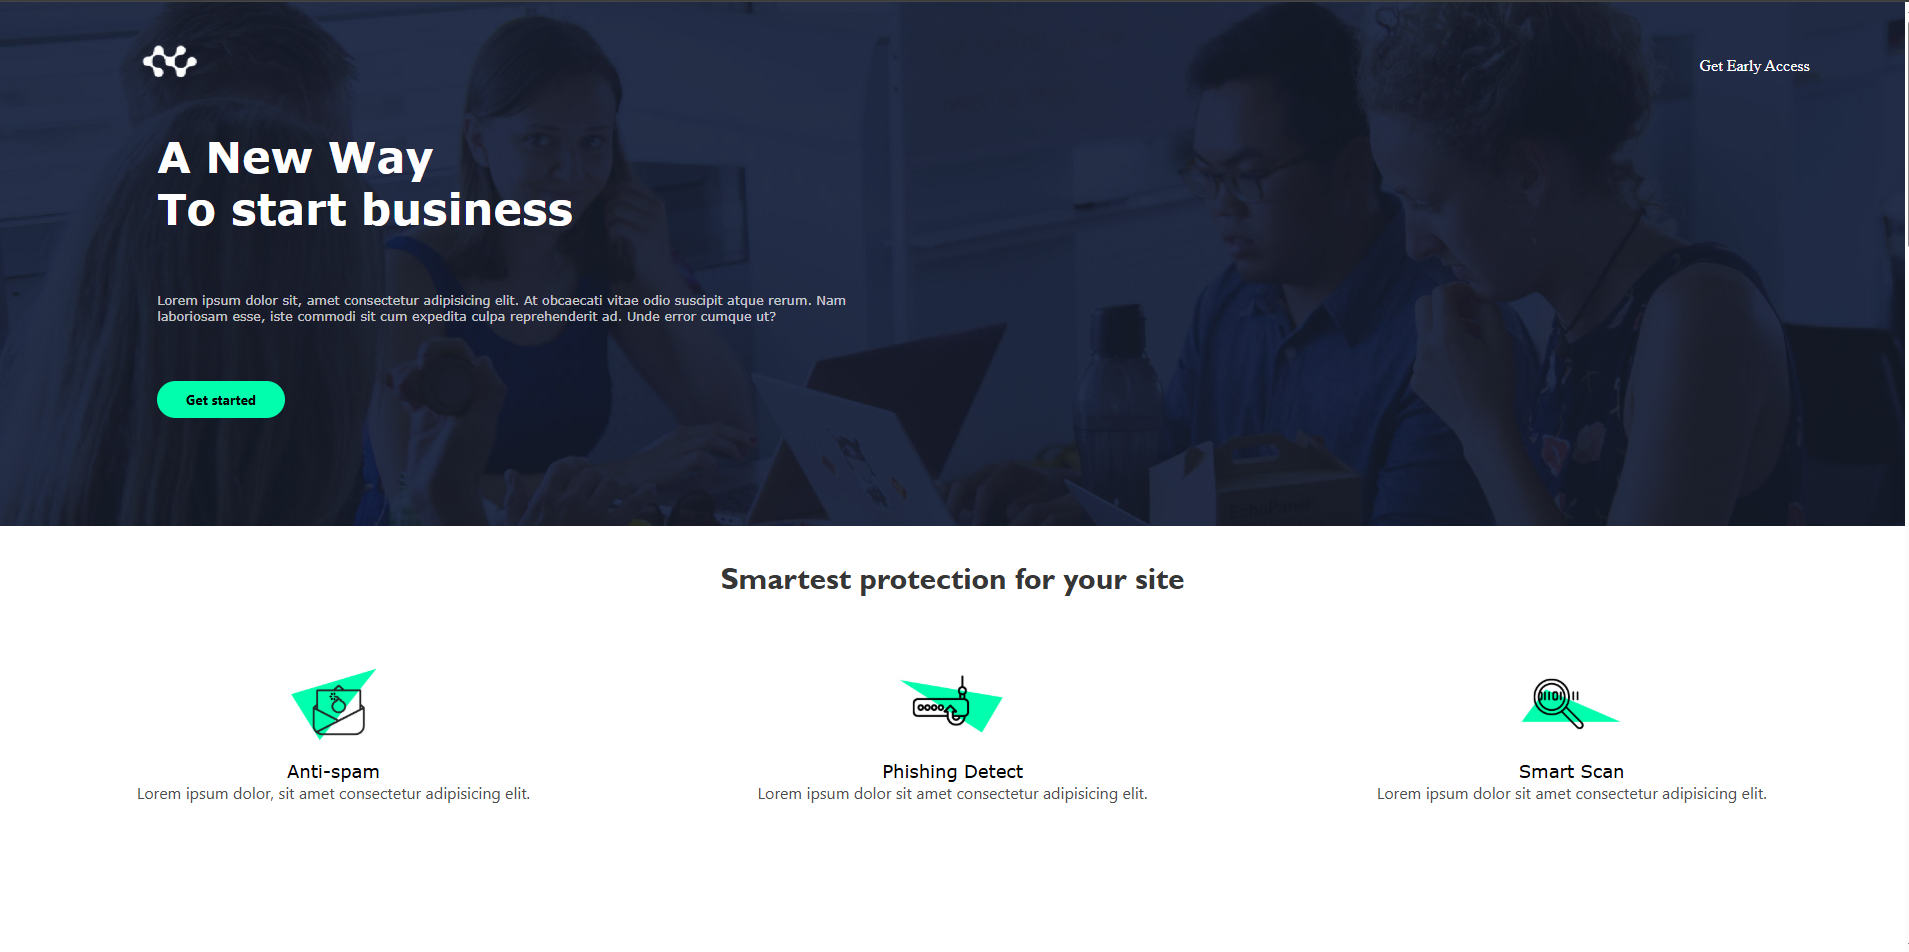 Get Early Access
A New Way
To start business
Lorem ipsum dolor sit, amet consectetur adipisicing elit. At obcaecati vitae odio suscipit atque rerum. Nam
laboriosam esse, iste commodi sit cum expedita culpa reprehenderit ad. Unde error cumque ut?
Get started
Smartest protection for your site
Anti-spam
Lorem ipsum dolor, sit amet consectetur adipisicing elit.
Phishing Detect
Lorem ipsum dolor sit amet consectetur adipisicing elit.
Smart Scan
Lorem ipsum dolor sit amet consectetur adipisicing elit.